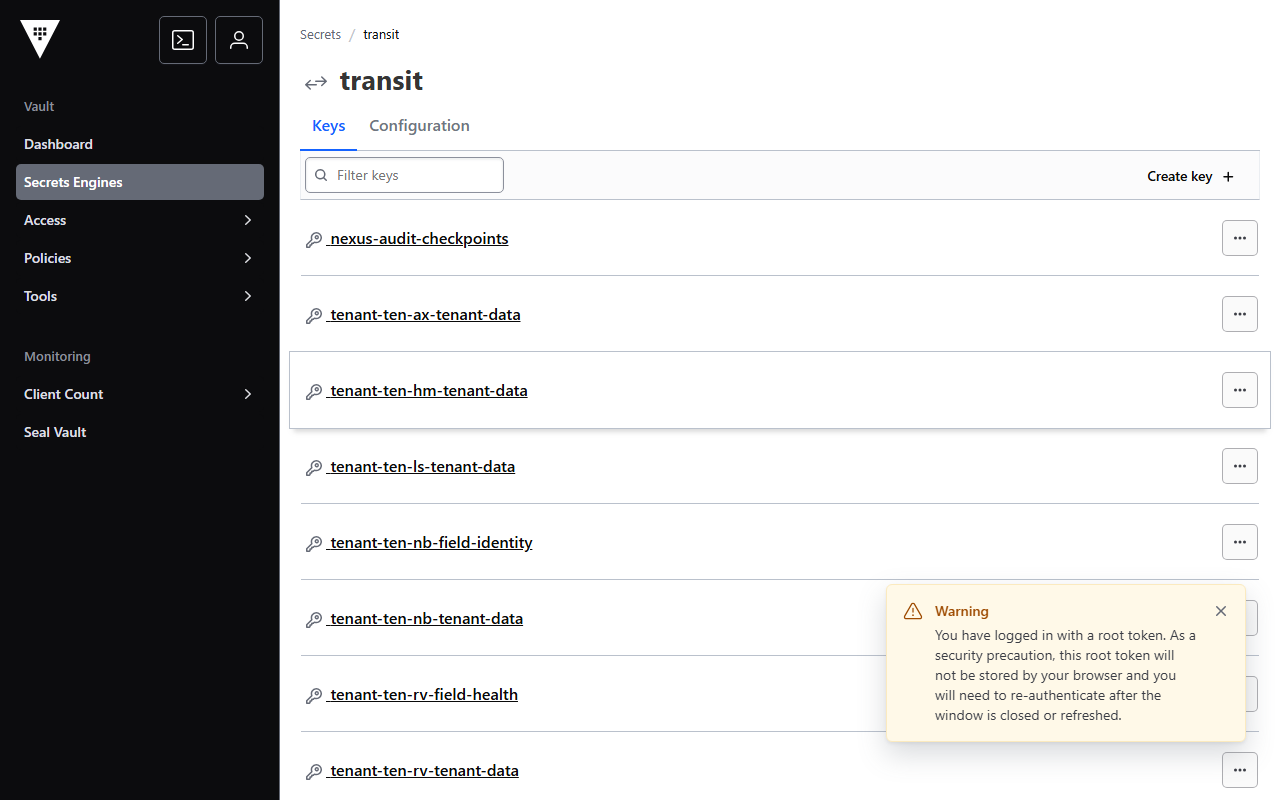 Vault
Dashboard
Secrets Engines
Access
Policies
Tools
Monitoring
Client Count
Seal Vault
Secrets / transit
transit
Keys Configuration
Filter keys
Create key
nexus-audit-checkpoints
tenant-ten-ax-tenant-data
tenant-ten-hm-tenant-data
tenant-ten-ls-tenant-data
tenant-ten-nb-field-identity
tenant-ten-nb-tenant-data
tenant-ten-rv-field-health
tenant-ten-rv-tenant-data
Warning
You have logged in with a root token. As a
security precaution, this root token will
not be stored by your browser and you
will need to re-authenticate after the
window is closed or refreshed.